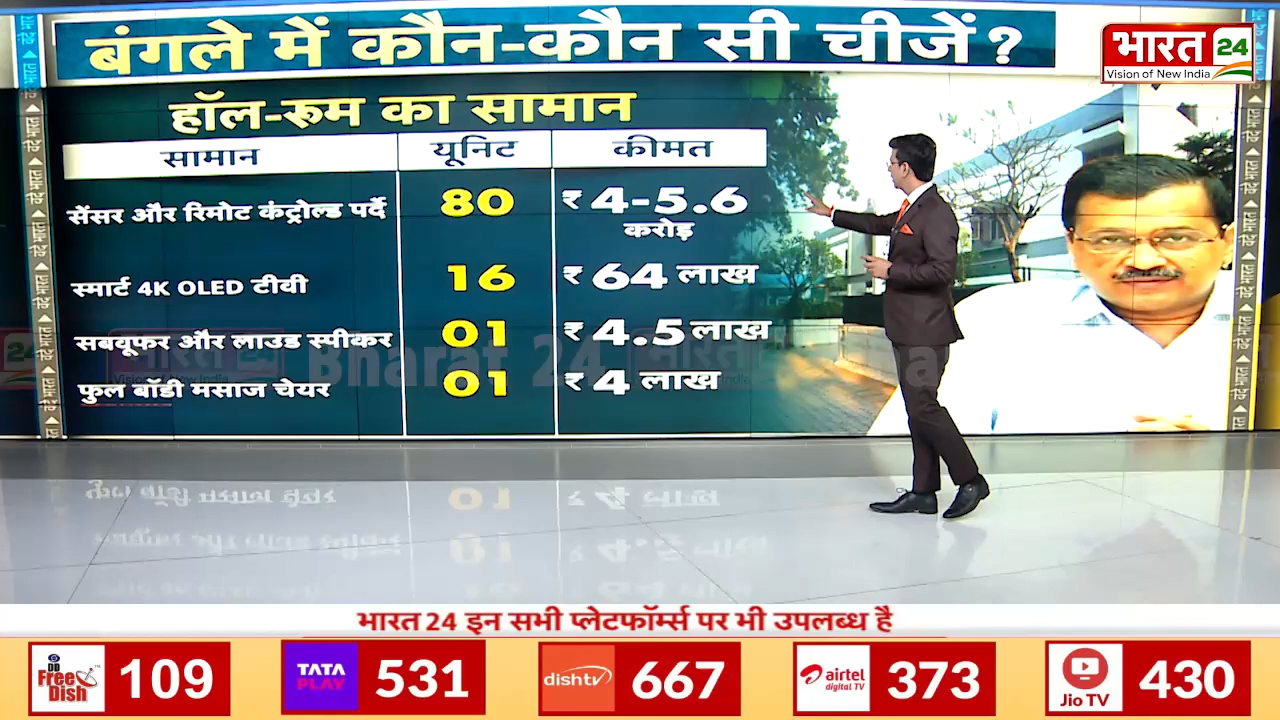 बंगले में कौन-कौन सी चीजें ?
भारत 24
Vision of New India
हॉल-रूम का सामान
सामान यूनिट कीमत
सेंसर और रिमोट कंट्रोल्ड पर्दे 80 ₹ 4-5.6 करोड़
स्मार्ट 4K OLED टीवी 16 ₹ 64 लाख
सबवूफर और लाउड स्पीकर 01 ₹ 4.5 लाख
फुल बॉडी मसाज चेयर 01 ₹ 4 लाख
Bharat 24
भारत 24 इन सभी प्लेटफॉर्म्स पर भी उपलब्ध है
DD Free Dish 109
TATA PLAY 531
dishtv 667
airtel digital TV 373
Jio TV 430